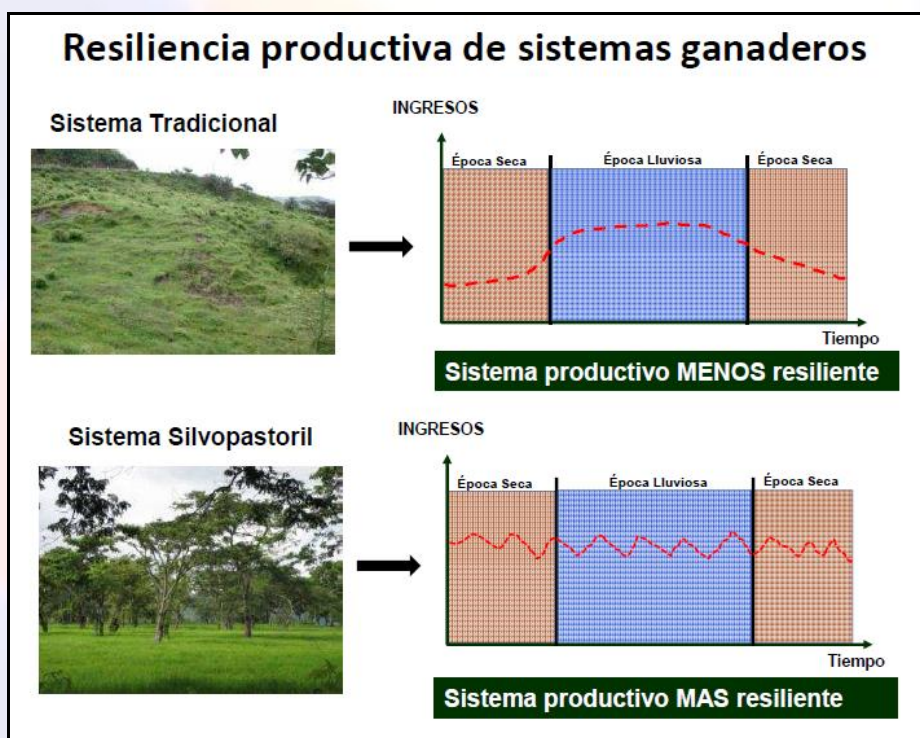 Resiliencia productiva de sistemas ganaderos
Sistema Tradicional
INGRESOS
Época Seca
Época Lluviosa
Época Seca
Tiempo
Sistema productivo MENOS resiliente
Sistema Silvopastoril
INGRESOS
Época Seca
Época Lluviosa
Época Seca
Tiempo
Sistema productivo MAS resiliente